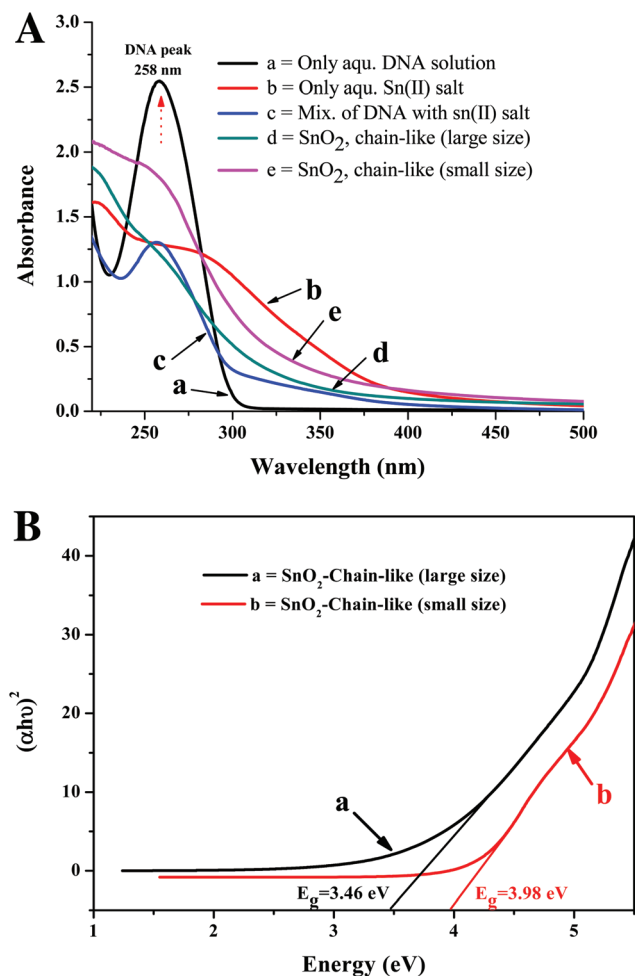 A
DNA peak
258 nm
a = Only aqu. DNA solution
b = Only aqu. Sn(II) salt
c = Mix. of DNA with sn(II) salt
d = SnO2, chain-like (large size)
e = SnO2, chain-like (small size)
3.0
2.5
2.0
1.5
1.0
0.5
0.0
Absorbance
b
e
c
d
a
250 300 350 400 450 500
Wavelength (nm)
B
a = SnO2-Chain-like (large size)
b = SnO2-Chain-like (small size)
40
30
20
10
0
(αhυ)²
a
b
Eg=3.46 eV
Eg=3.98 eV
1 2 3 4 5
Energy (eV)